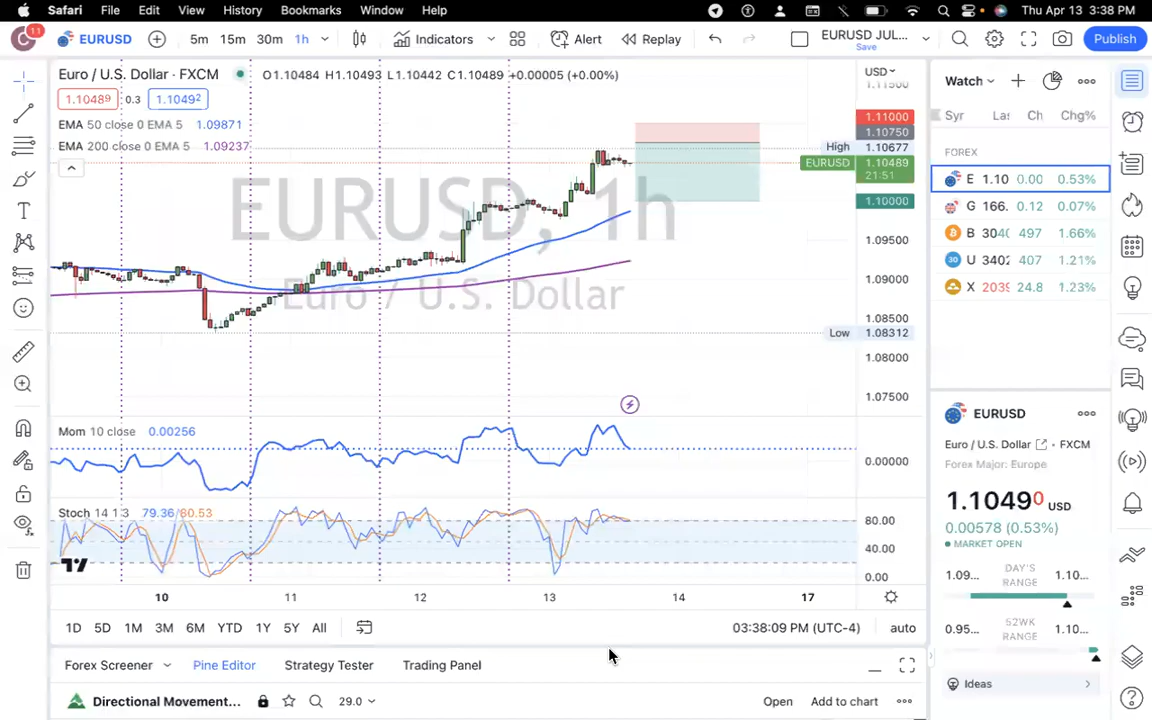 Safari File Edit View History Bookmarks Window Help Thu Apr 13 3:38 PM
C 11 EURUSD 5m 15m 30m 1h Indicators Alert Replay EURUSD JUL... Save Publish
Euro / U.S. Dollar · FXCM O1.10484 H1.10493 L1.10442 C1.10489 +0.00005 (+0.00%) USD
1.10489 0.3 1.10492
EMA 50 close 0 EMA 5 1.09871
EMA 200 close 0 EMA 5 1.09237
EURUSD, 1h
Euro / U.S. Dollar
1.11500
1.11000
1.10750
High 1.10677
EURUSD 1.10489
21:51
1.10000
1.09500
1.09000
1.08500
Low 1.08312
1.08000
1.07500
Mom 10 close 0.00256
0.00000
Stoch 14 1 3 79.36 80.53
80.00
40.00
0.00
10 11 12 13 14 17
1D 5D 1M 3M 6M YTD 1Y 5Y All 03:38:09 PM (UTC-4) auto
Forex Screener Pine Editor Strategy Tester Trading Panel
Directional Movement... 29.0 Open Add to chart
Watch
Syr Ch Chg%
FOREX
E 1.10 0.00 0.53%
G 166. 0.12 0.07%
B 497 1.66%
30 U 3402 407 1.21%
X 2039 24.8 1.23%
EURUSD
Euro / U.S. Dollar · FXCM
Forex Major: Europe
1.10490 USD
0.00578 (0.53%)
MARKET OPEN
1.09... DAY'S RANGE 1.10...
0.95... 52WK RANGE 1.10...
Ideas